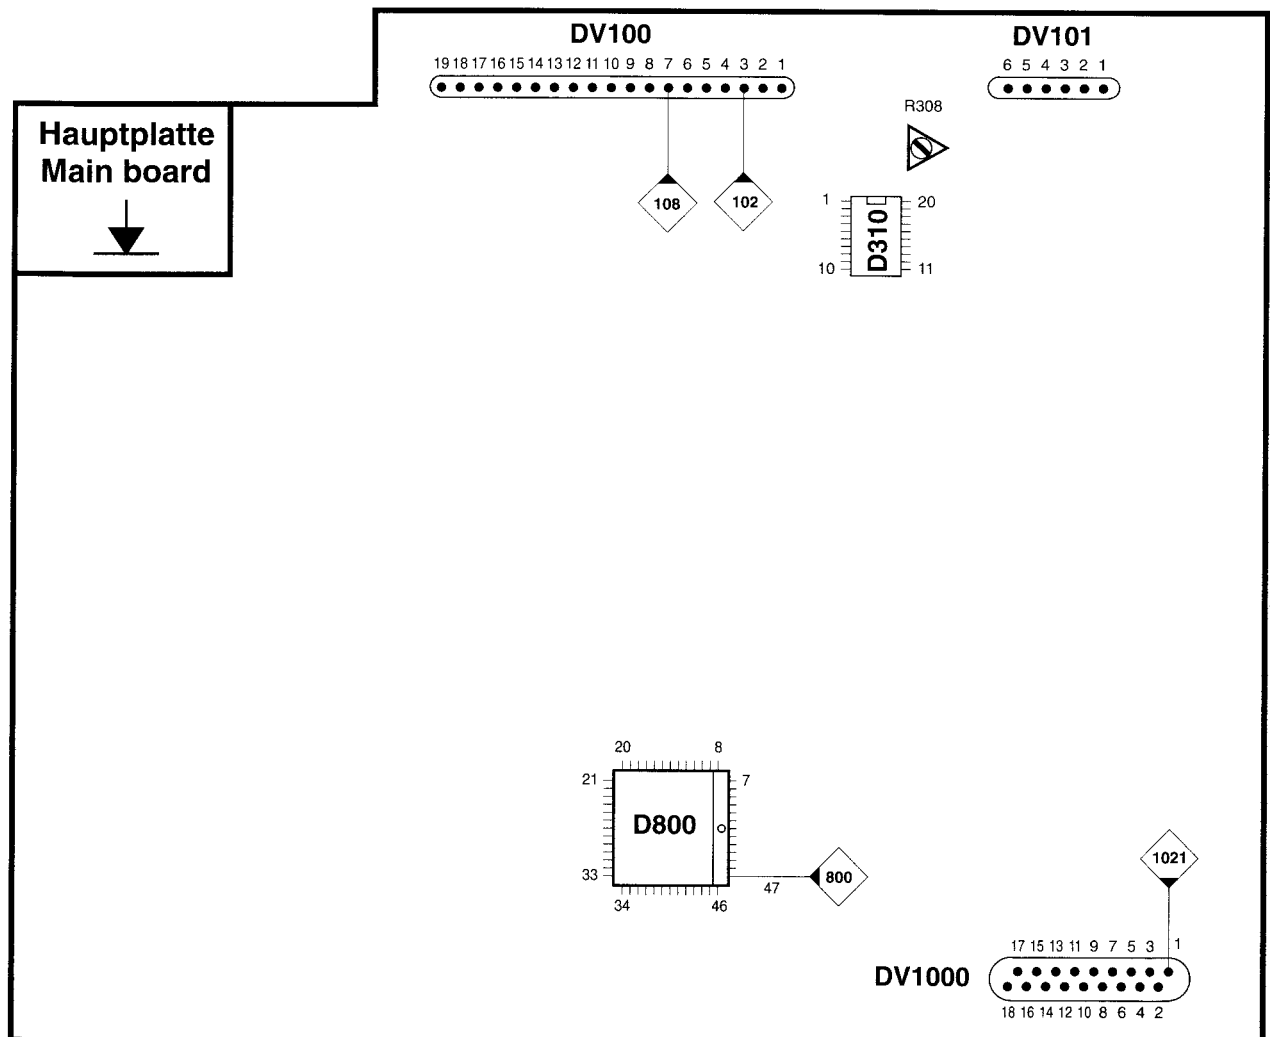 DV100
19 18 17 16 15 14 13 12 11 10 9 8 7 6 5 4 3 2 1
DV101
6 5 4 3 2 1
R308
Hauptplatte
Main board
108
102
1
20
D310
10
11
20
8
21
7
D800
33
47
800
34
46
1021
17 15 13 11 9 7 5 3 1
DV1000
18 16 14 12 10 8 6 4 2